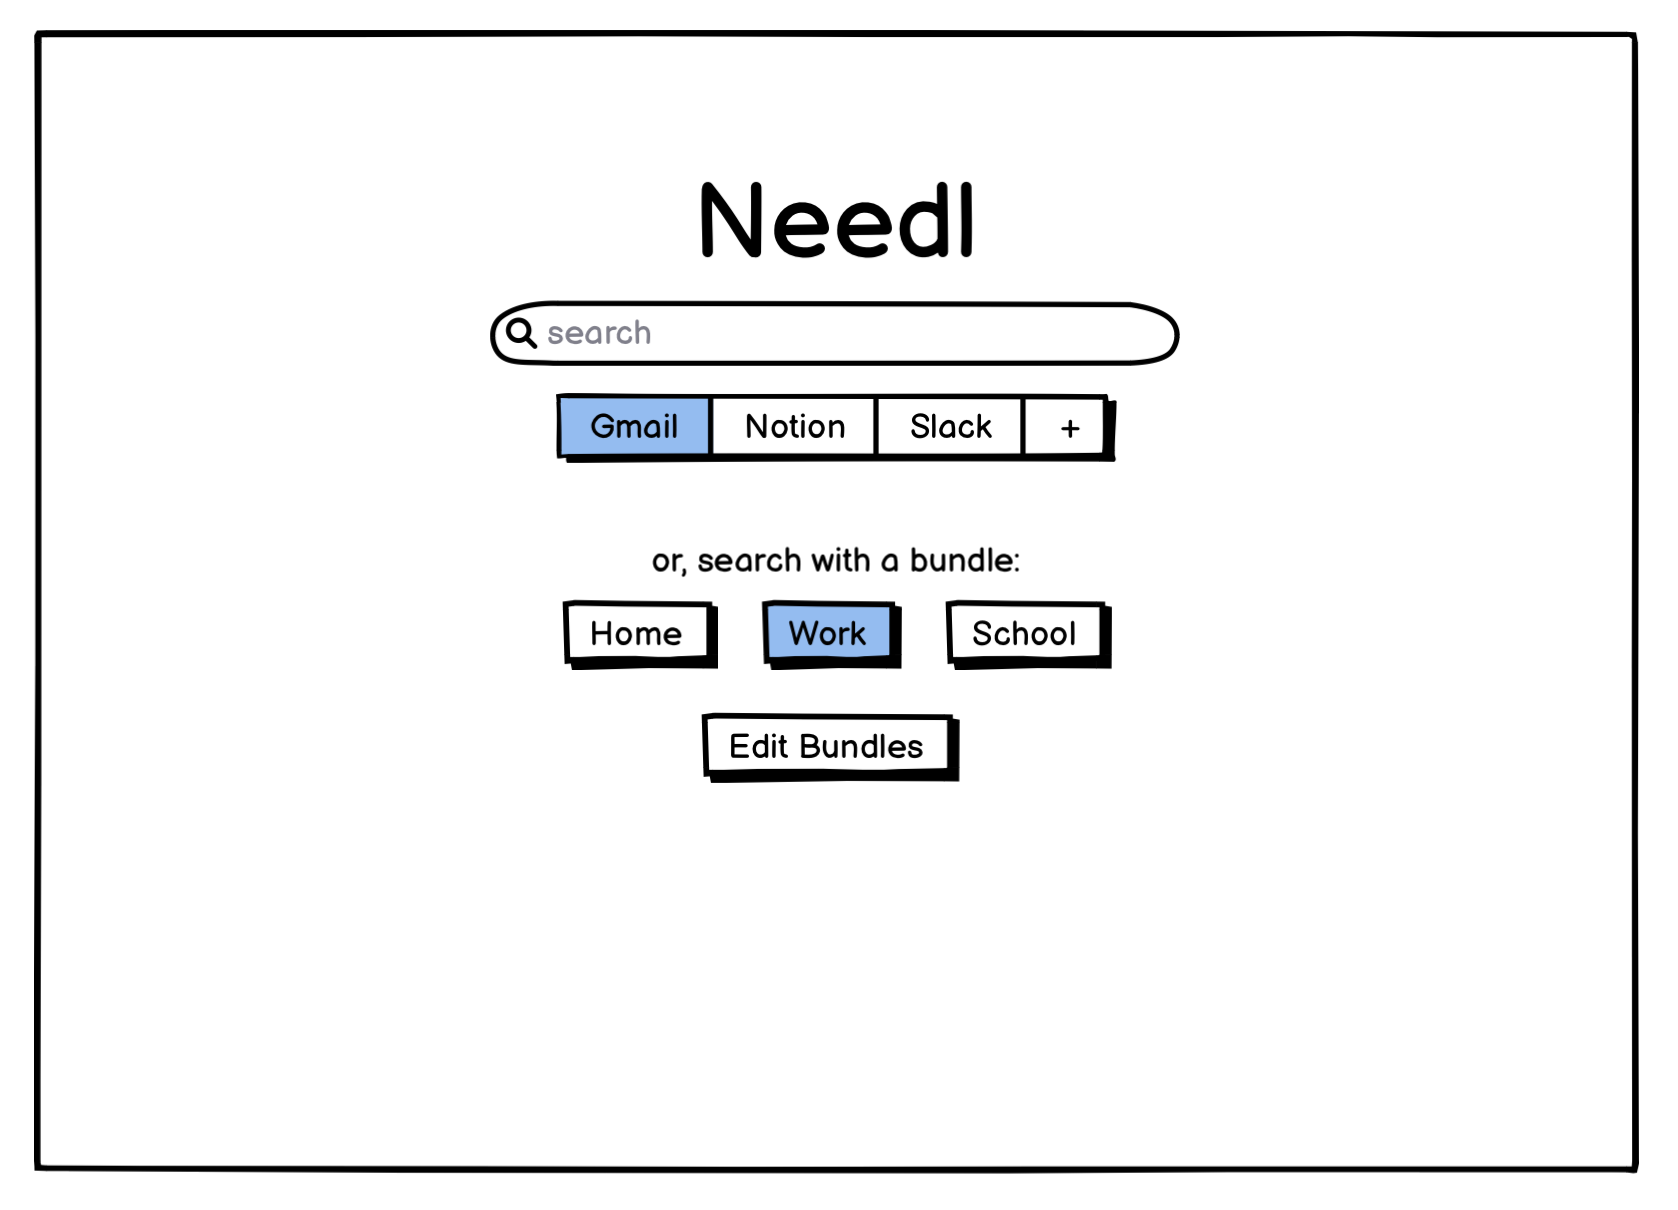 Needl
search
Gmail Notion Slack +
or, search with a bundle:
Home Work School
Edit Bundles